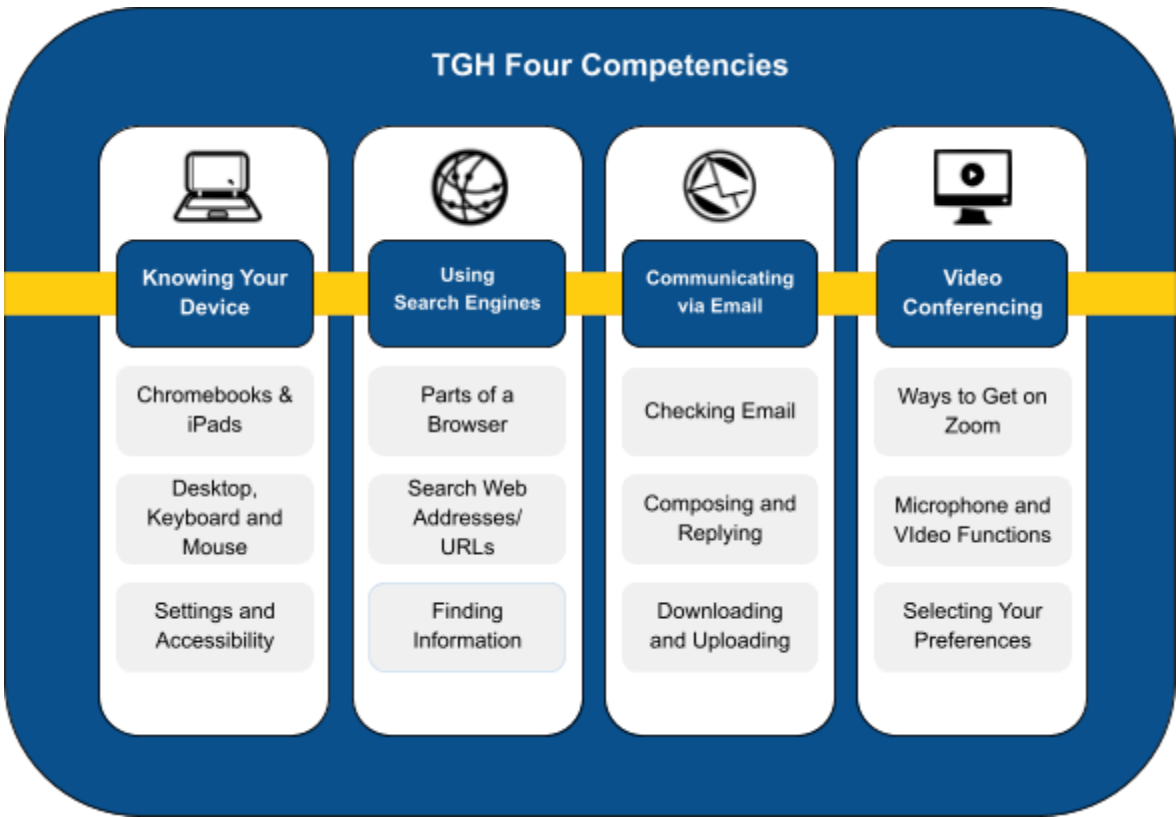 TGH Four Competencies
Knowing Your
Device
Chromebooks &
iPads
Desktop,
Keyboard and
Mouse
Settings and
Accessibility
Using
Search Engines
Parts of a
Browser
Search Web
Addresses/
URLs
Finding
Information
Communicating
via Email
Checking Email
Composing and
Replying
Downloading
and Uploading
Video
Conferencing
Ways to Get on
Zoom
Microphone and
VIdeo Functions
Selecting Your
Preferences